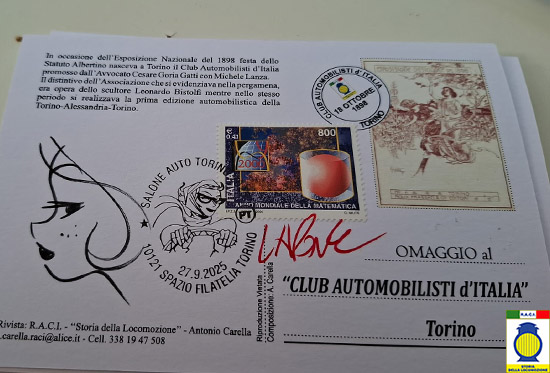 In occasione dell'Esposizione Nazionale del 1898 festa dello
Statuto Albertino nasceva a Torino il Club Automobilisti d'Italia
promosso dall'Avvocato Cesare Goria Gatti con Michele Lanza.
Il distintivo dell'Associazione che si evidenziava nella pergamena,
era opera dello scultore Leonardo Bistolfi mentre nello stesso
periodo si realizzava la prima edizione automobilistica della
Torino-Alessandria-Torino.
CLUB AUTOMOBILISTI d'ITALIA
18 OTTOBRE
1898
TORINO
800
ITALIA
ANNO MONDIALE DELLA MATEMATICA
SALONE AUTO TORINO
27.9.2025
10121 SPAZIO FILATELIA TORINO
OMAGGIO al
"CLUB AUTOMOBILISTI d'ITALIA"
Torino
Riproduzione Vietata
Composizione: A. Carella
Rivista: R.A.C.I. - "Storia della Locomozione" - Antonio Carella
.carella.raci@alice.it - Cell. 338 19 47 508
R.A.C.I.
STORIA
DELLA LOCOMOZIONE